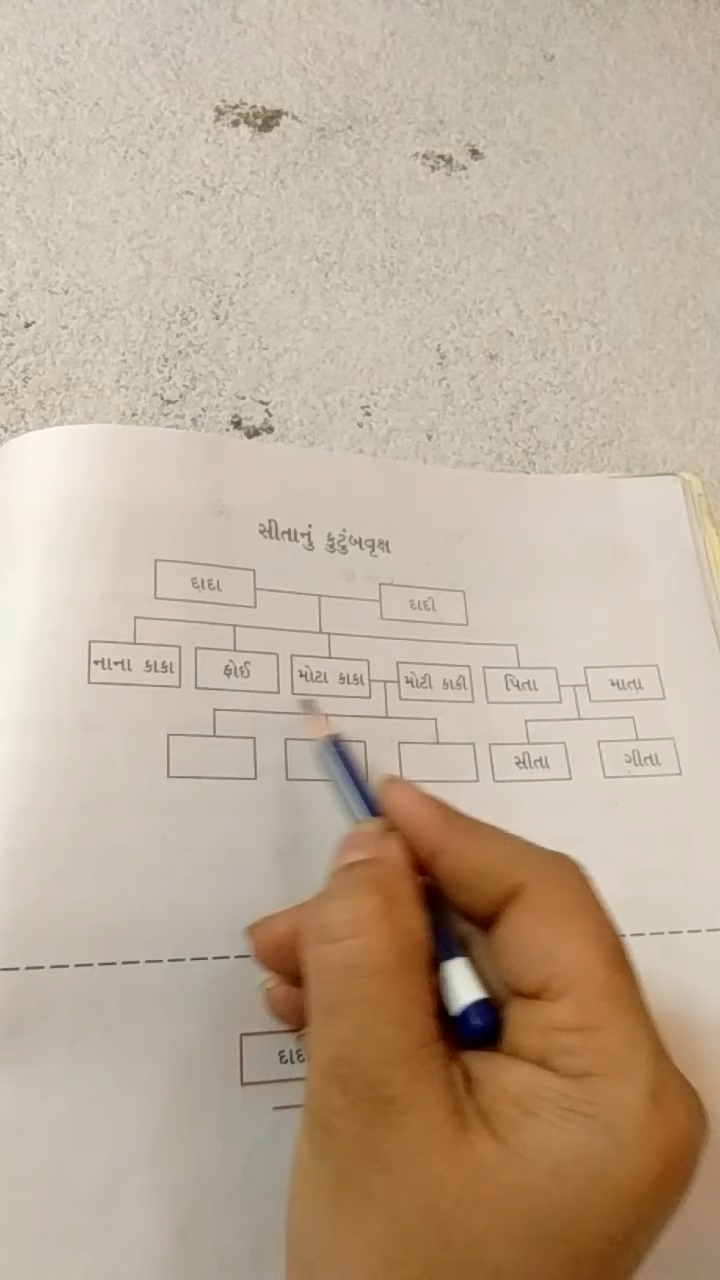 સીતાનું કુટુંબવૃક્ષ
દાદા દાદી
નાના કાકા ફોઈ મોટા કાકા મોટી કાકી પિતા માતા
સીતા ગીતા